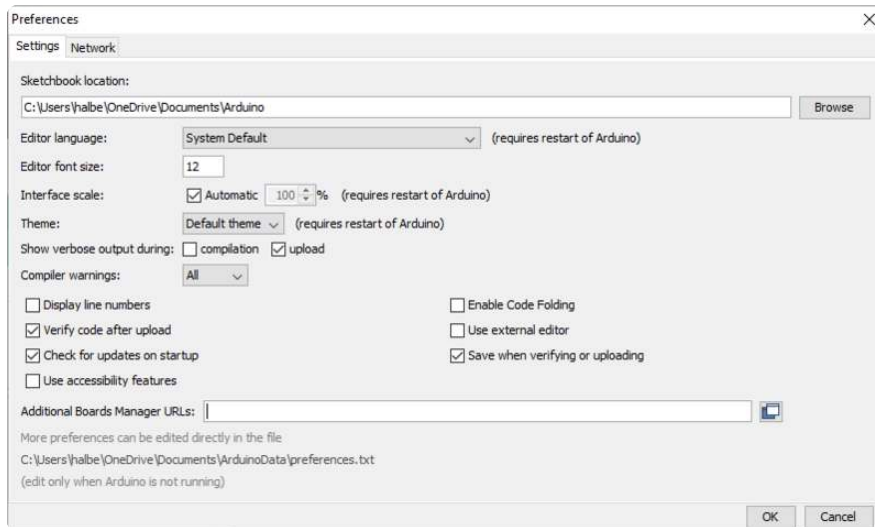 Preferences
Settings Network
Sketchbook location:
C:\Users\halbe\OneDrive\Documents\Arduino Browse
Editor language: System Default (requires restart of Arduino)
Editor font size: 12
Interface scale: Automatic 100 % (requires restart of Arduino)
Theme: Default theme (requires restart of Arduino)
Show verbose output during: compilation upload
Compiler warnings: All
Display line numbers Enable Code Folding
Verify code after upload Use external editor
Check for updates on startup Save when verifying or uploading
Use accessibility features
Additional Boards Manager URLs:
More preferences can be edited directly in the file
C:\Users\halbe\OneDrive\Documents\ArduinoData\preferences.txt
(edit only when Arduino is not running)
OK Cancel